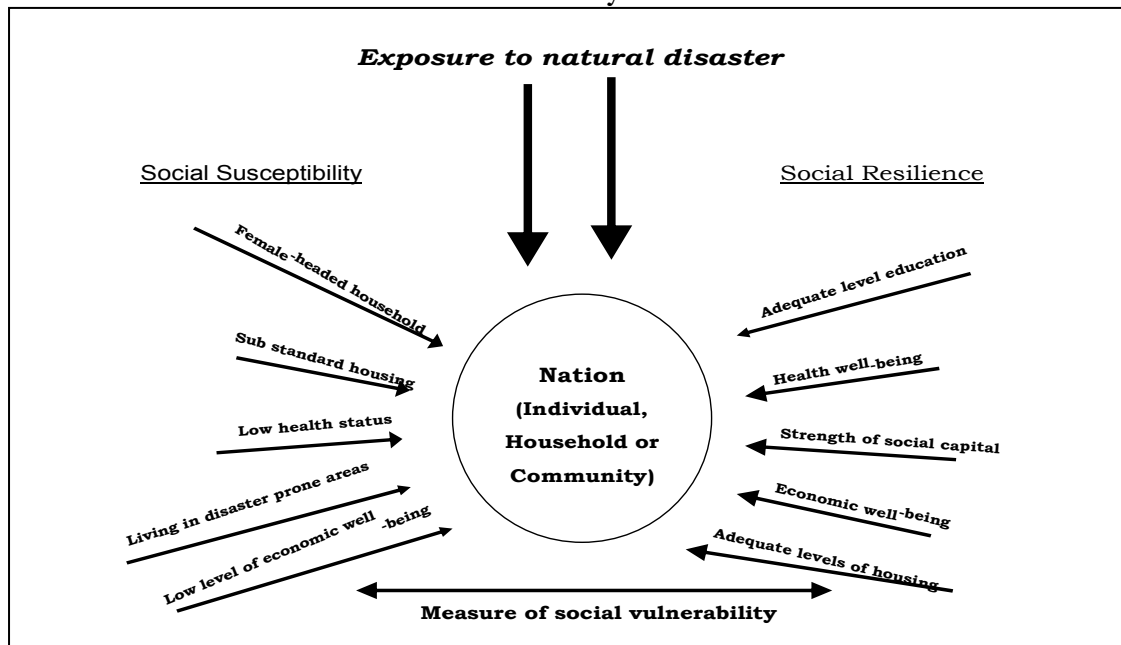 Exposure to natural disaster
Social Susceptibility
Social Resilience
Female-headed household
Sub standard housing
Low health status
Living in disaster prone areas
Low level of economic well-being
Nation
(Individual,
Household or
Community)
Adequate level education
Health well-being
Strength of social capital
Economic well-being
Adequate levels of housing
Measure of social vulnerability